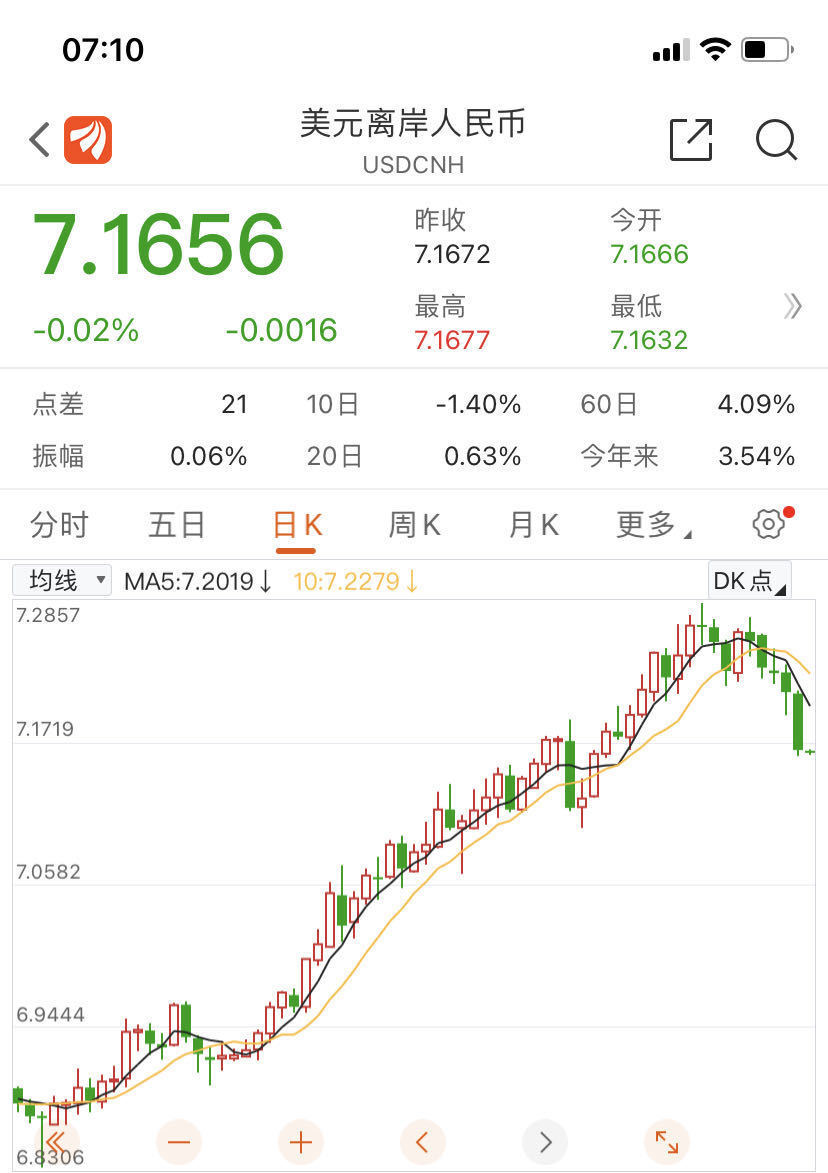 07:10
美元离岸人民币
USDCNH
7.1656
-0.02% -0.0016
昨收 今开
7.1672 7.1666
最高 最低
7.1677 7.1632
点差 21 10日 -1.40% 60日 4.09%
振幅 0.06% 20日 0.63% 今年来 3.54%
分时 五日 日K 周K 月K 更多
均线 MA5:7.2019↓ 10:7.2279↓ DK点
7.2857
7.1719
7.0582
6.9444
6.8306